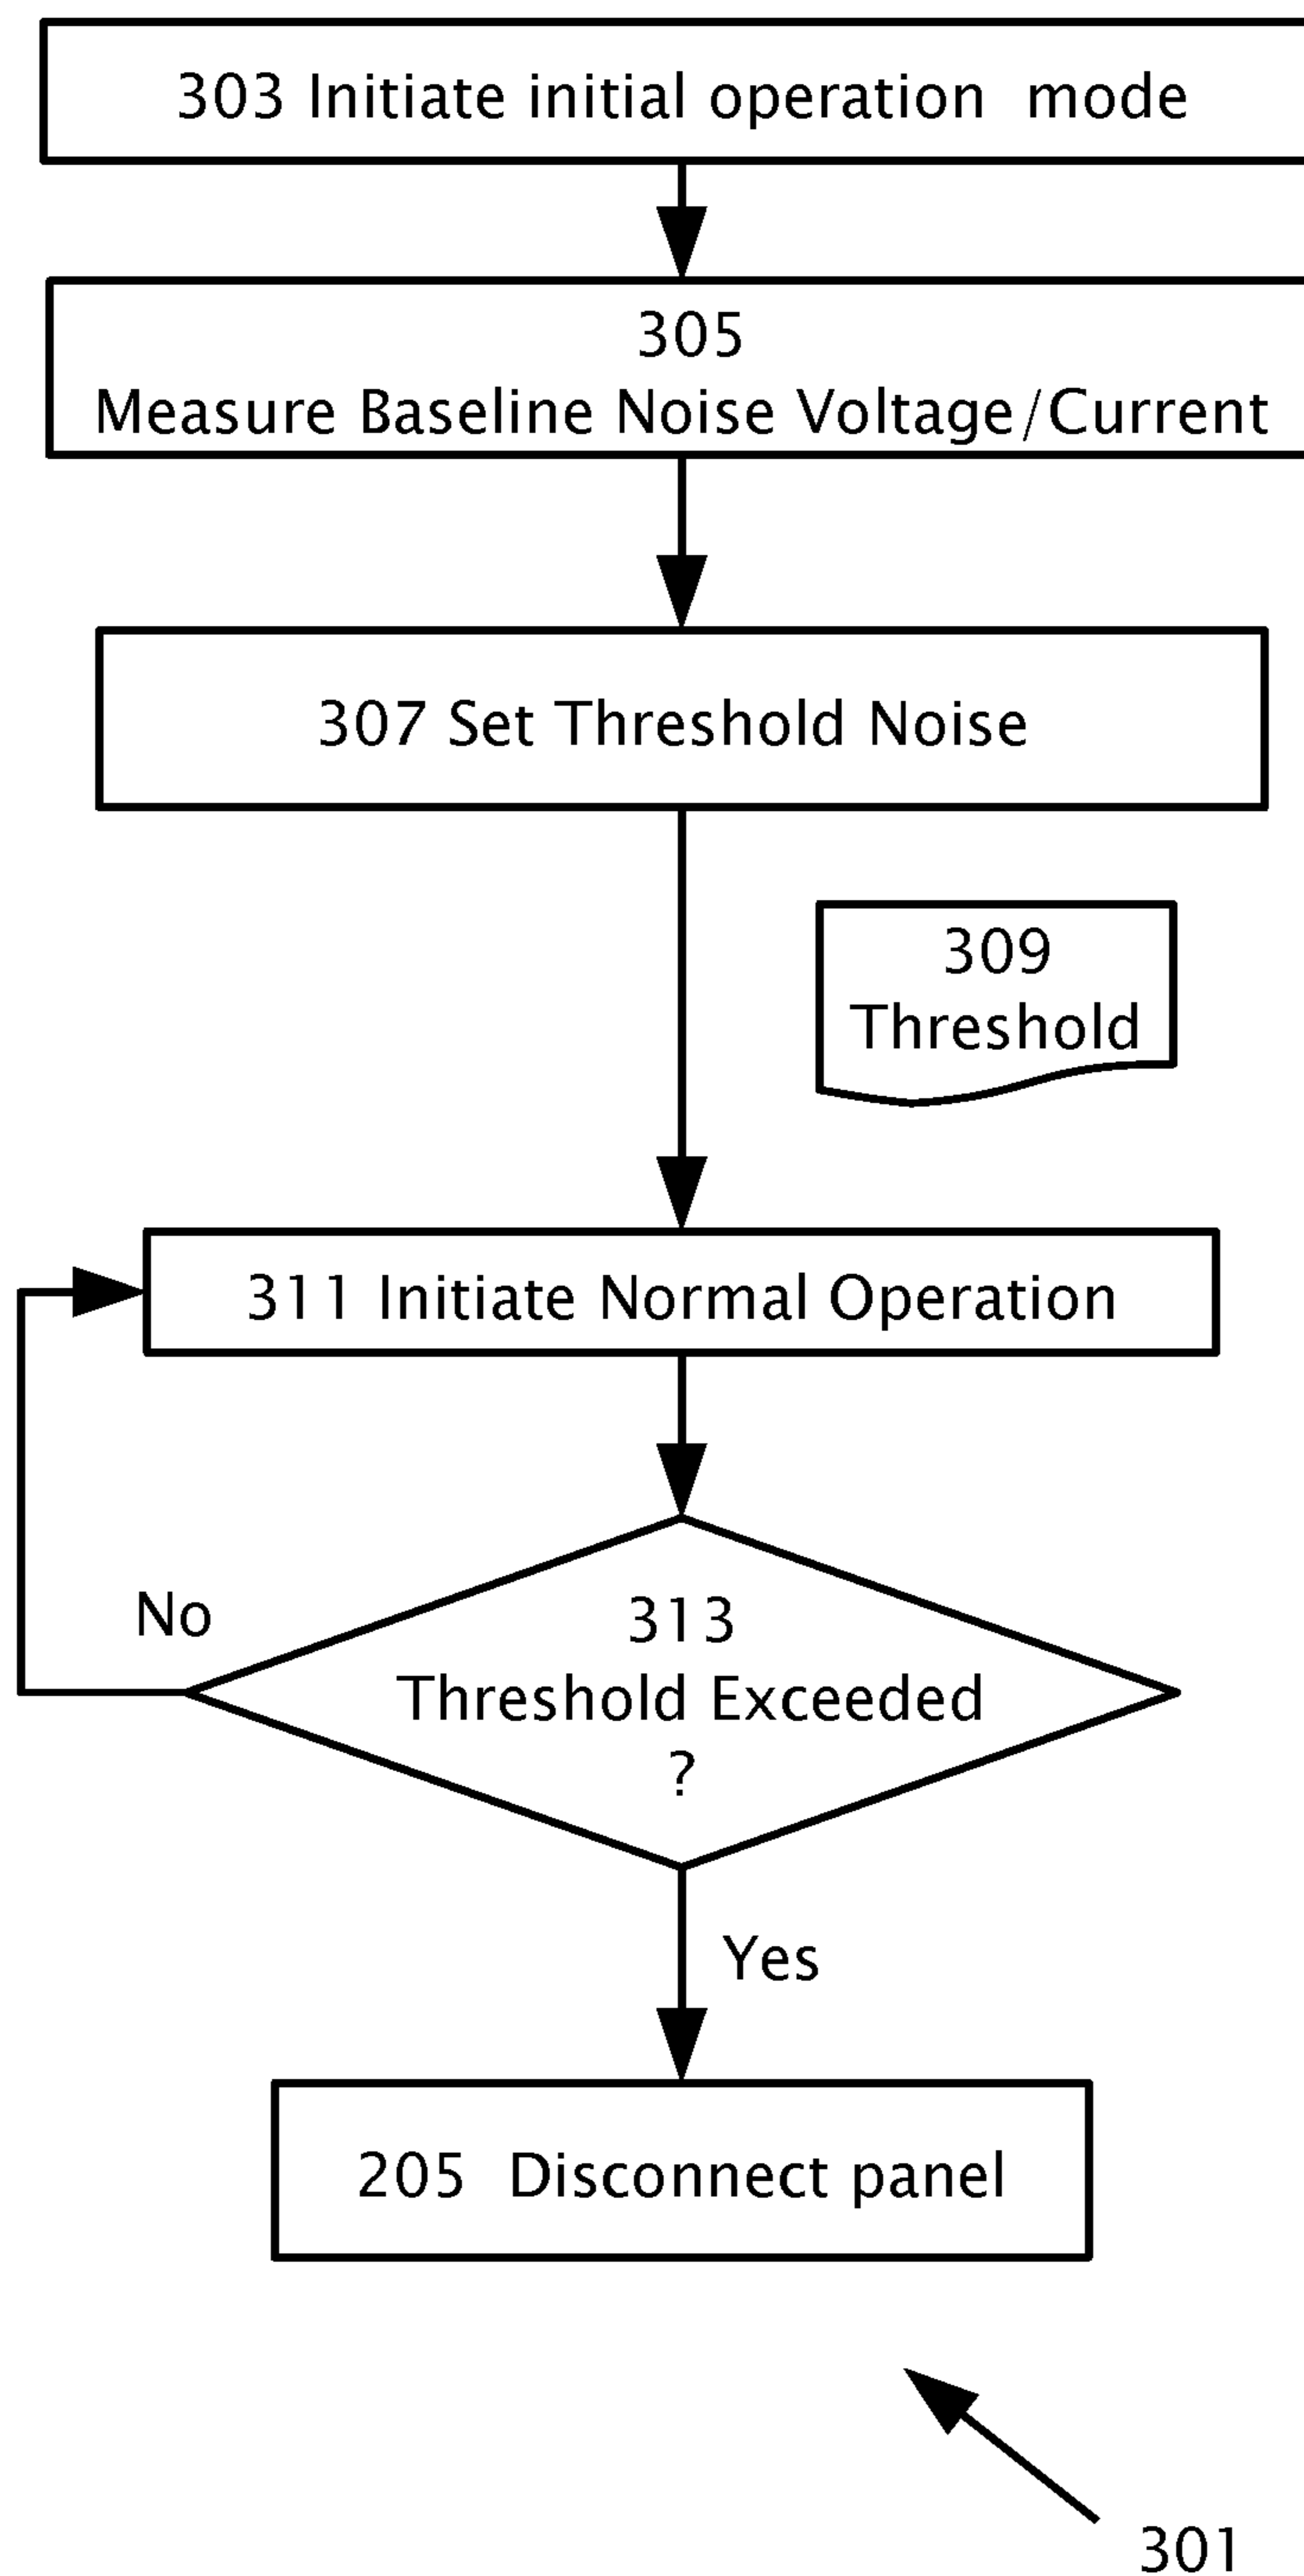 303 Initiate initial operation mode
305
Measure Baseline Noise Voltage/Current
307 Set Threshold Noise
309
Threshold
311 Initiate Normal Operation
No
313
Threshold Exceeded
?
Yes
205 Disconnect panel
301